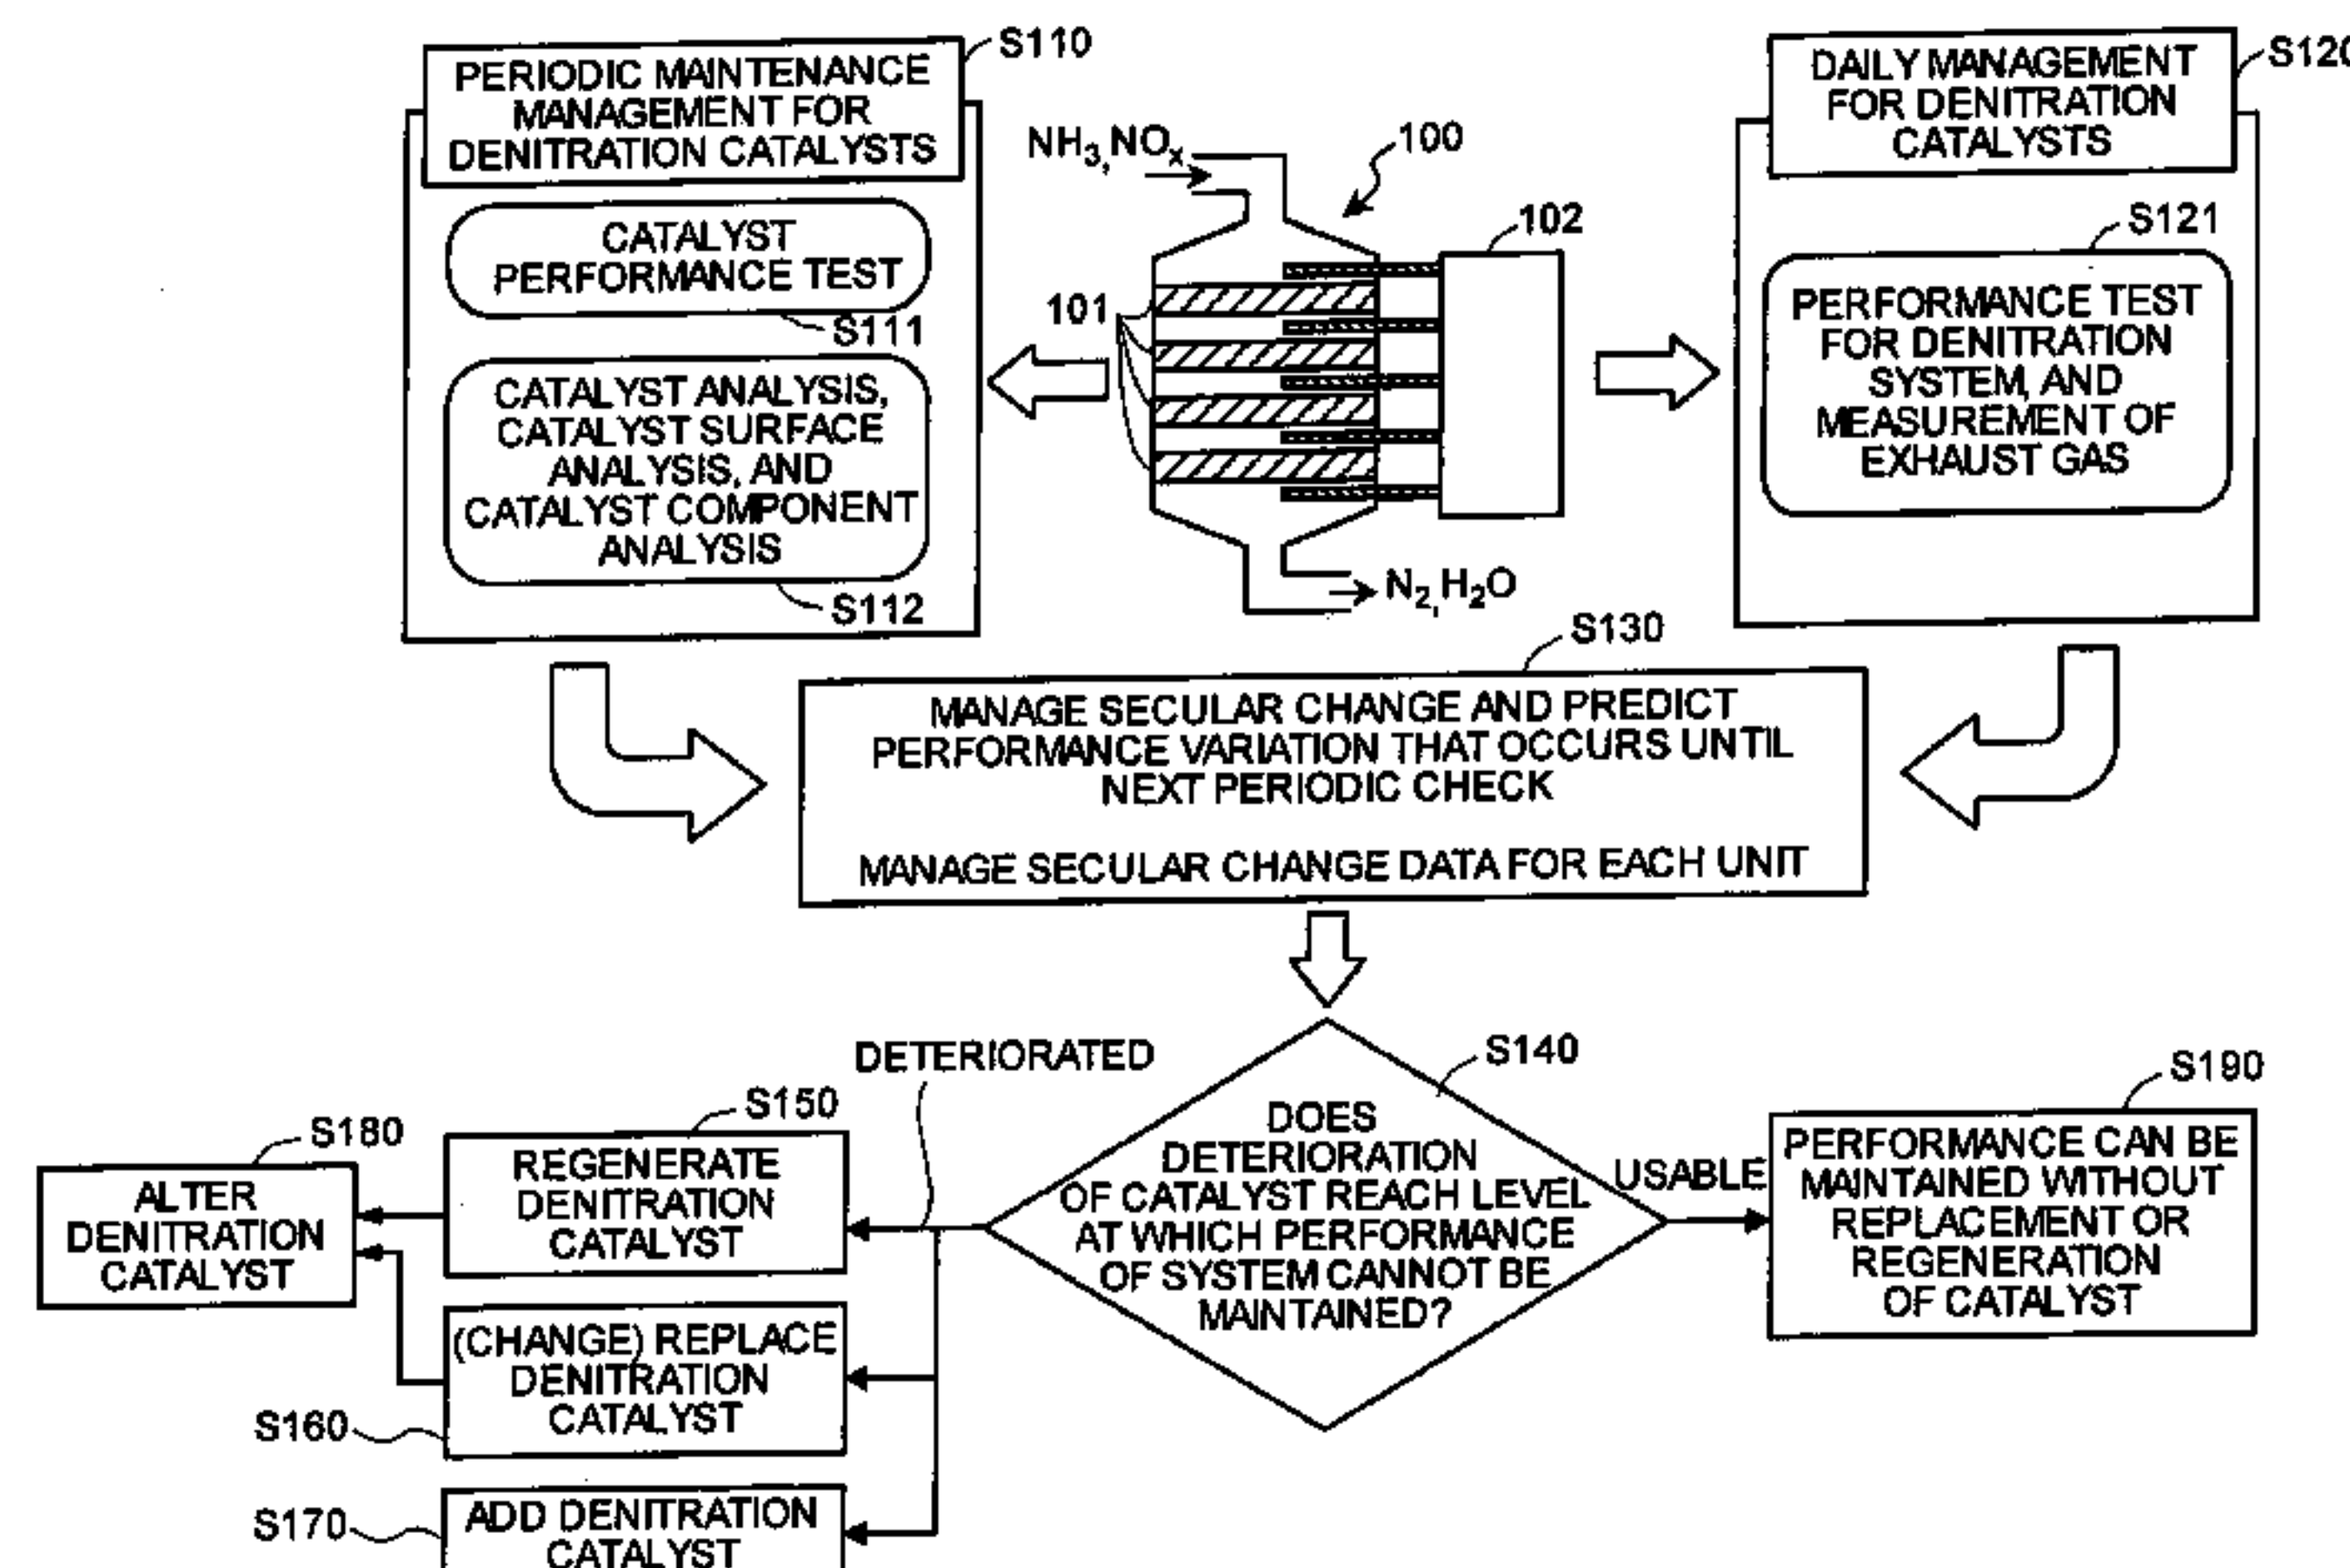 S110
PERIODIC MAINTENANCE
MANAGEMENT FOR
DENITRATION CATALYSTS
CATALYST
PERFORMANCE TEST
S111
CATALYST ANALYSIS,
CATALYST SURFACE
ANALYSIS, AND
CATALYST COMPONENT
ANALYSIS
S112
NH3,NOx
100
102
101
N2,H2O
S120
DAILY MANAGEMENT
FOR DENITRATION
CATALYSTS
S121
PERFORMANCE TEST
FOR DENITRATION
SYSTEM, AND
MEASUREMENT OF
EXHAUST GAS
S130
MANAGE SECULAR CHANGE AND PREDICT
PERFORMANCE VARIATION THAT OCCURS UNTIL
NEXT PERIODIC CHECK
MANAGE SECULAR CHANGE DATA FOR EACH UNIT
S140
DOES
DETERIORATION
OF CATALYST REACH LEVEL
AT WHICH PERFORMANCE
OF SYSTEM CANNOT BE
MAINTAINED?
DETERIORATED
USABLE
S190
PERFORMANCE CAN BE
MAINTAINED WITHOUT
REPLACEMENT OR
REGENERATION
OF CATALYST
S150
REGENERATE
DENITRATION
CATALYST
S180
ALTER
DENITRATION
CATALYST
(CHANGE) REPLACE
DENITRATION
CATALYST
S160
S170
ADD DENITRATION
CATALYST